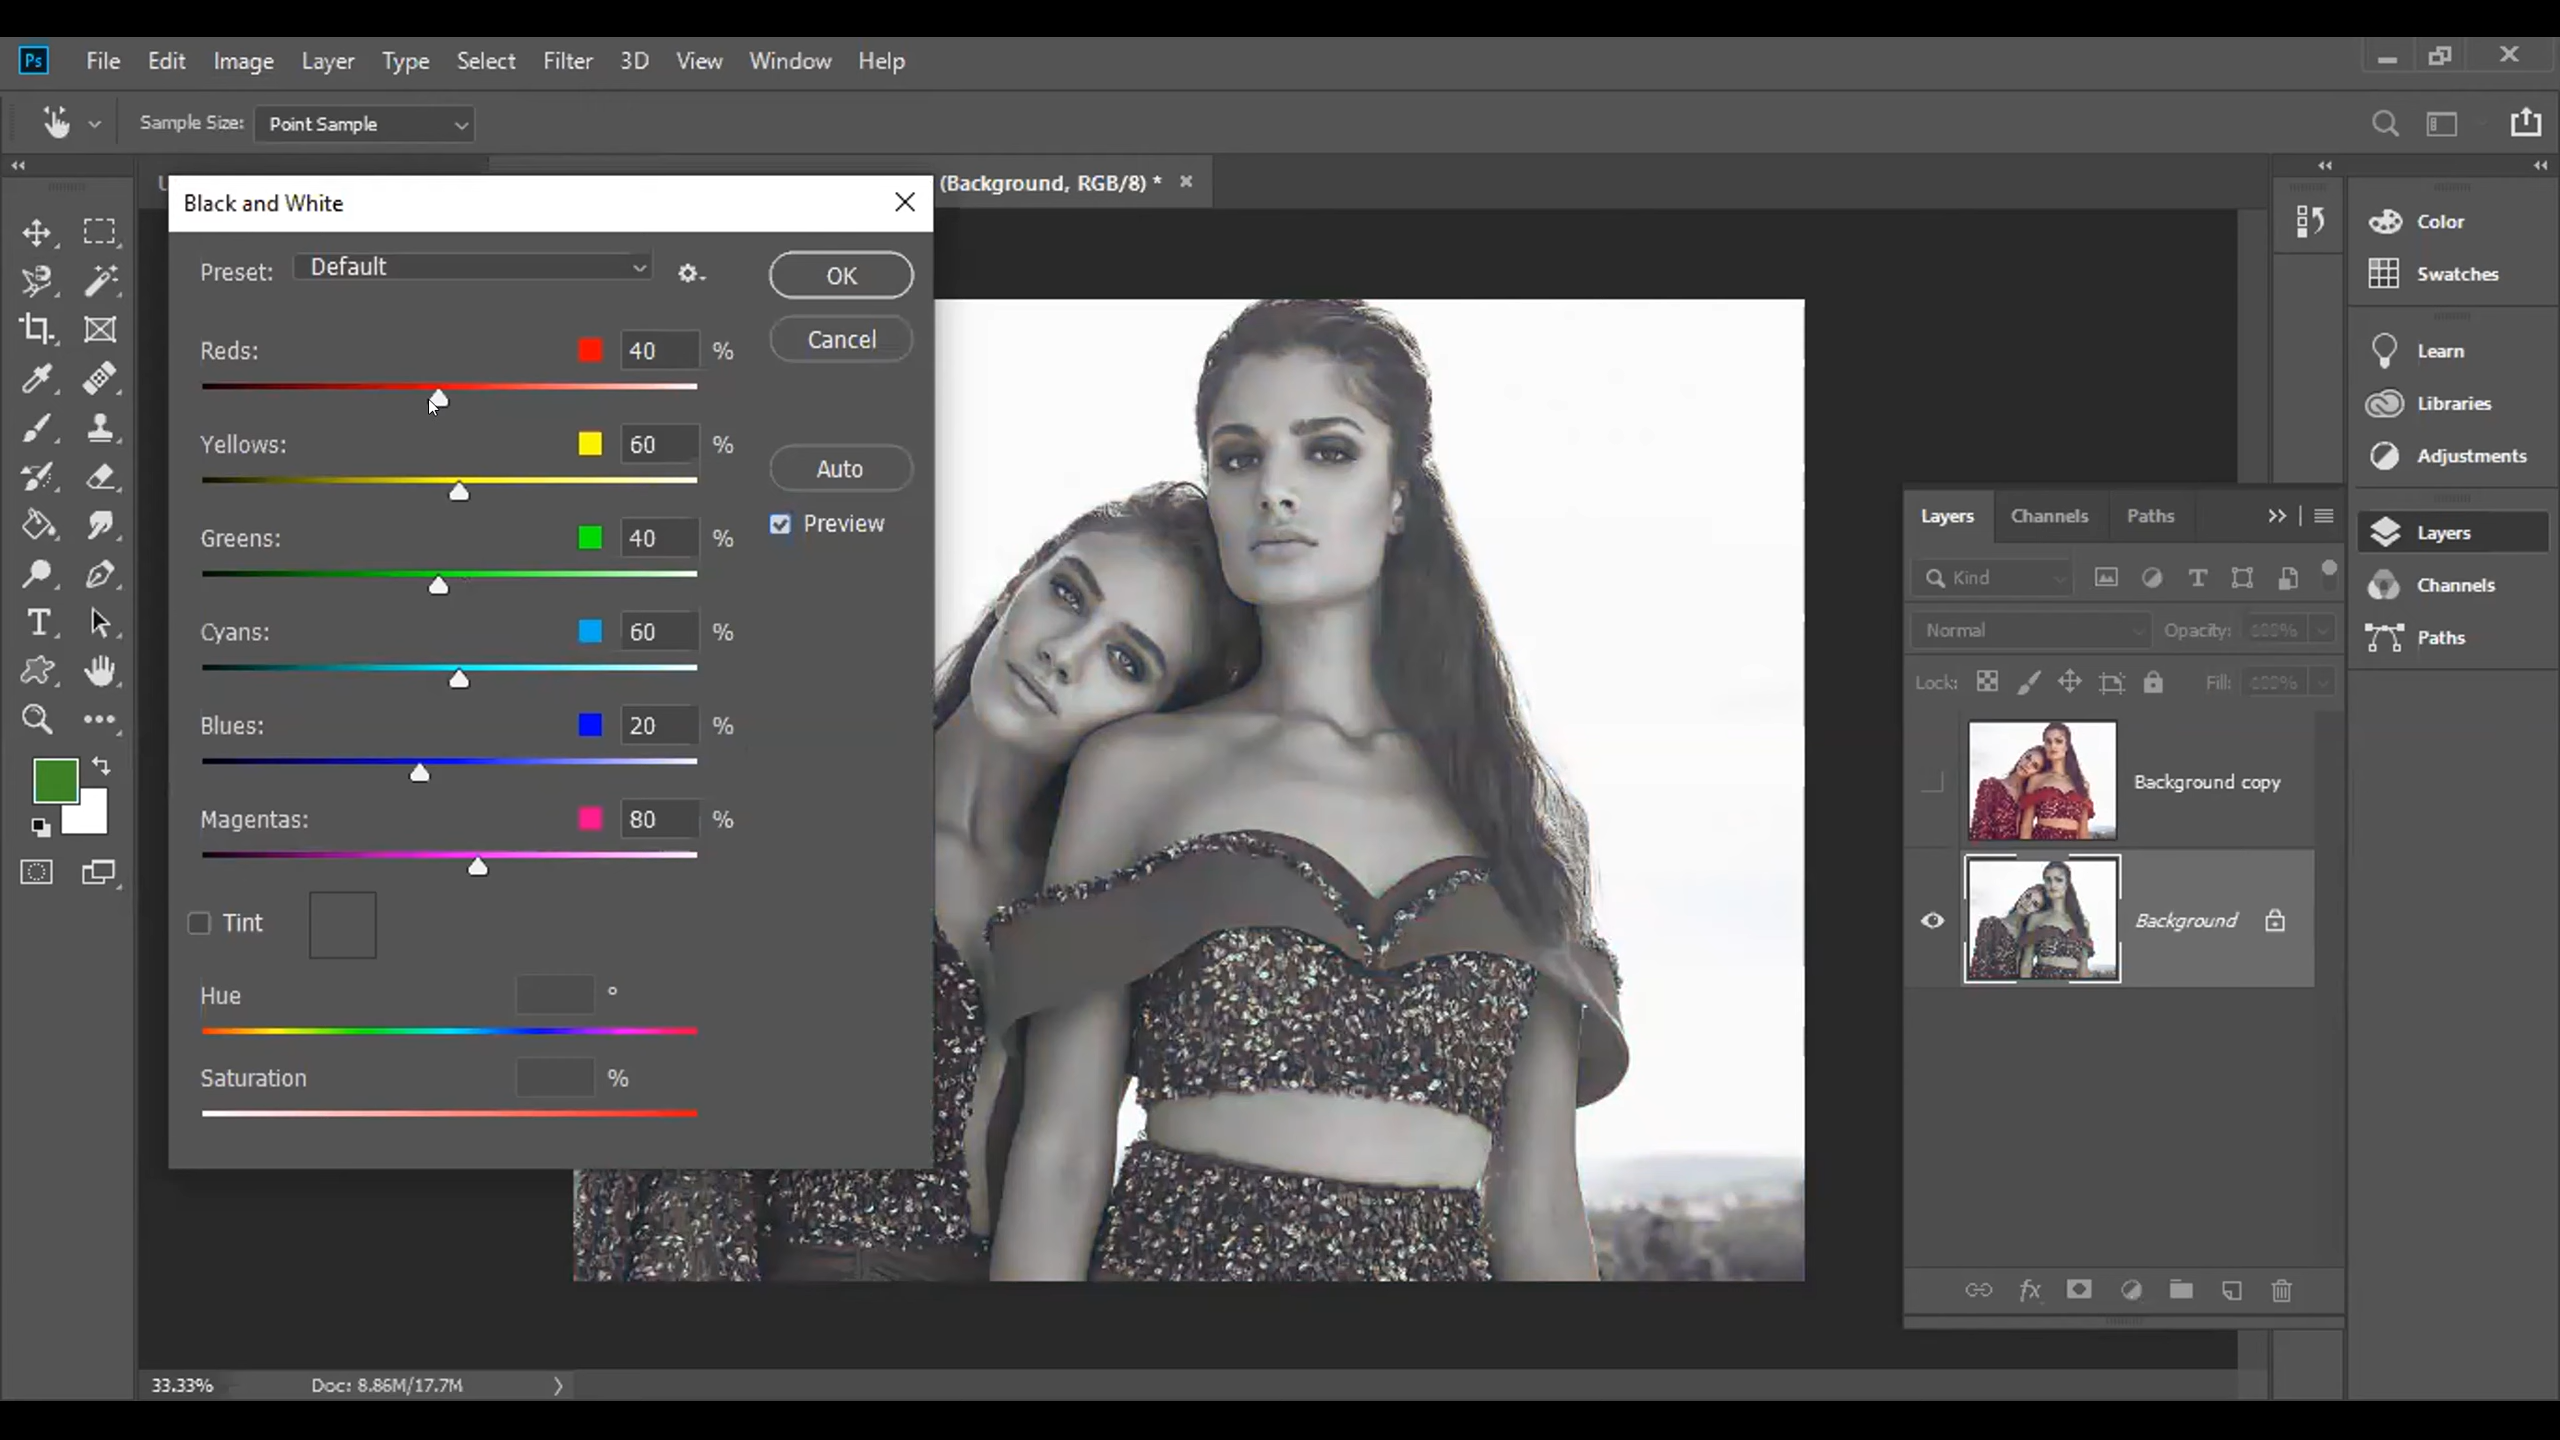 Ps File Edit Image Layer Type Select Filter 3D View Window Help
Sample Size: Point Sample
(Background, RGB/8) *
Black and White
Preset: Default
OK
Cancel
Auto
Preview
Reds: 40 %
Yellows: 60 %
Greens: 40 %
Cyans: 60 %
Blues: 20 %
Magentas: 80 %
Tint
Hue °
Saturation %
Layers Channels Paths
Kind
Normal Opacity:
Lock: Fill:
Background copy
Background
Color
Swatches
Learn
Libraries
Adjustments
Layers
Channels
Paths
33.33% Doc: 8.86M/17.7M